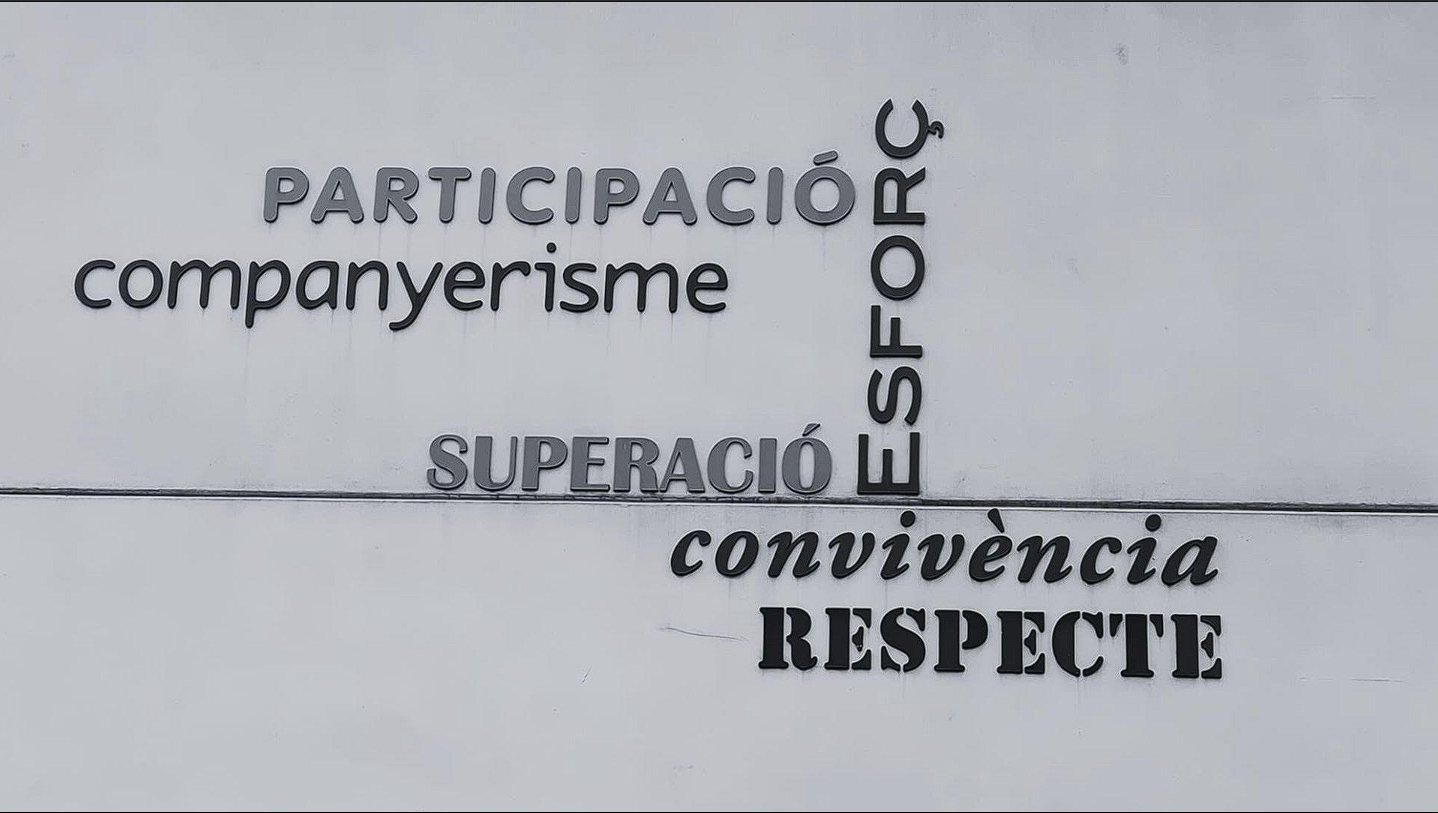 PARTICIPACIÓ
companyerisme
ESFORÇ
SUPERACIÓ
convivència
RESPECTE